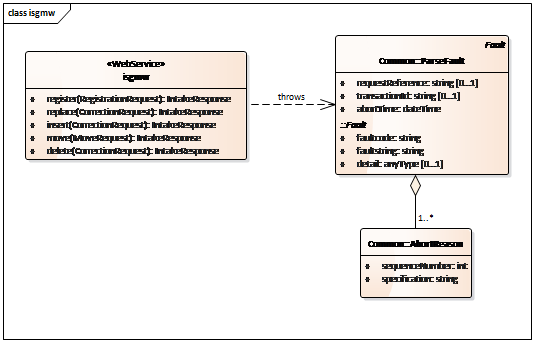 class isgmw
«WebService»
isgmw
+ register(RegistrationRequest): IntakeResponse
+ replace(CorrectionRequest): IntakeResponse
+ insert(CorrectionRequest): IntakeResponse
+ move(MoveRequest): IntakeResponse
+ delete(CorrectionRequest): IntakeResponse
throws
Fault
Common::ParseFault
+ requestReference: string [0..1]
+ transactionId: string [0..1]
+ abortTime: dateTime
::Fault
+ faultcode: string
+ faultstring: string
+ detail: anyType [0..1]
1..*
Common::AbortReason
+ sequenceNumber: int
+ specification: string